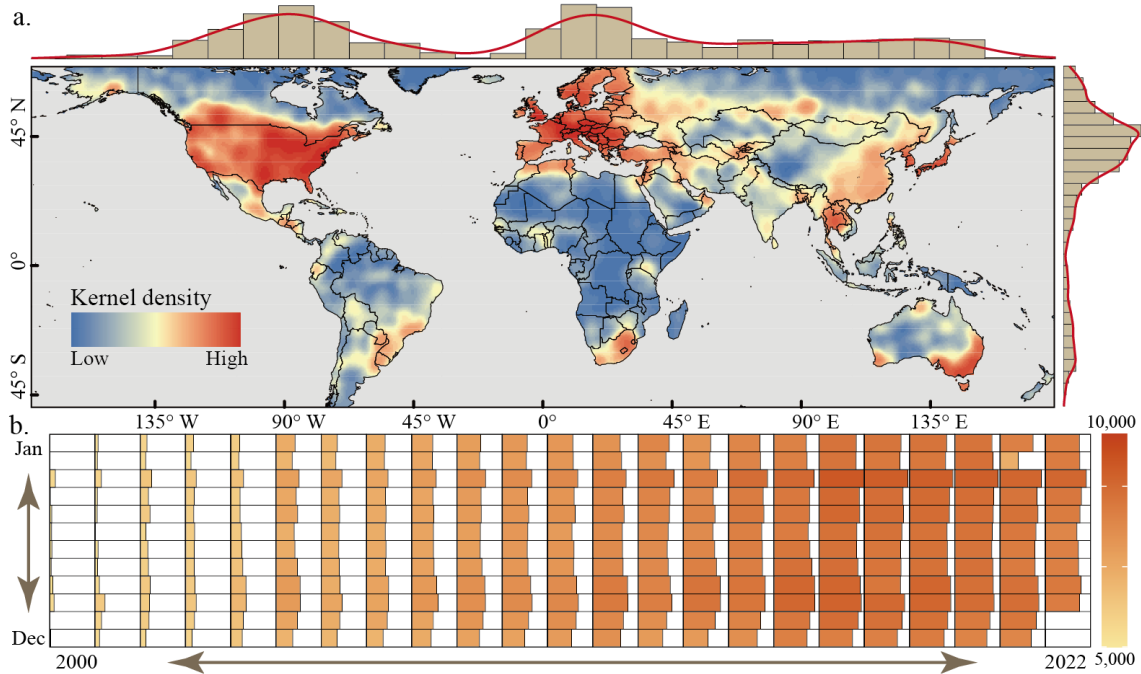 a.
45° N
0°
45° S
Kernel density
Low High
135° W 90° W 45° W 0° 45° E 90° E 135° E
b.
10,000
Jan
Dec
5,000
2000 2022